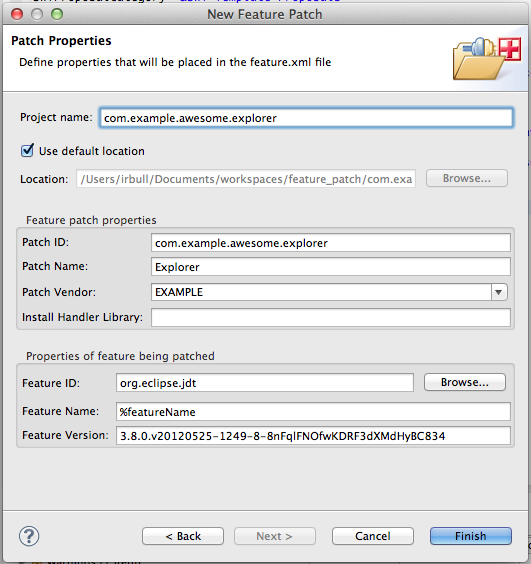 New Feature Patch
Patch Properties
Define properties that will be placed in the feature.xml file
Project name: com.example.awesome.explorer
Use default location
Location: /Users/irbull/Documents/workspaces/feature_patch/com.exa Browse...
Feature patch properties
Patch ID: com.example.awesome.explorer
Patch Name: Explorer
Patch Vendor: EXAMPLE
Install Handler Library:
Properties of feature being patched
Feature ID: org.eclipse.jdt Browse...
Feature Name: %featureName
Feature Version: 3.8.0.v20120525-1249-8-8nFqlFNOfwKDRF3dXMdHyBC834
? < Back Next > Cancel Finish